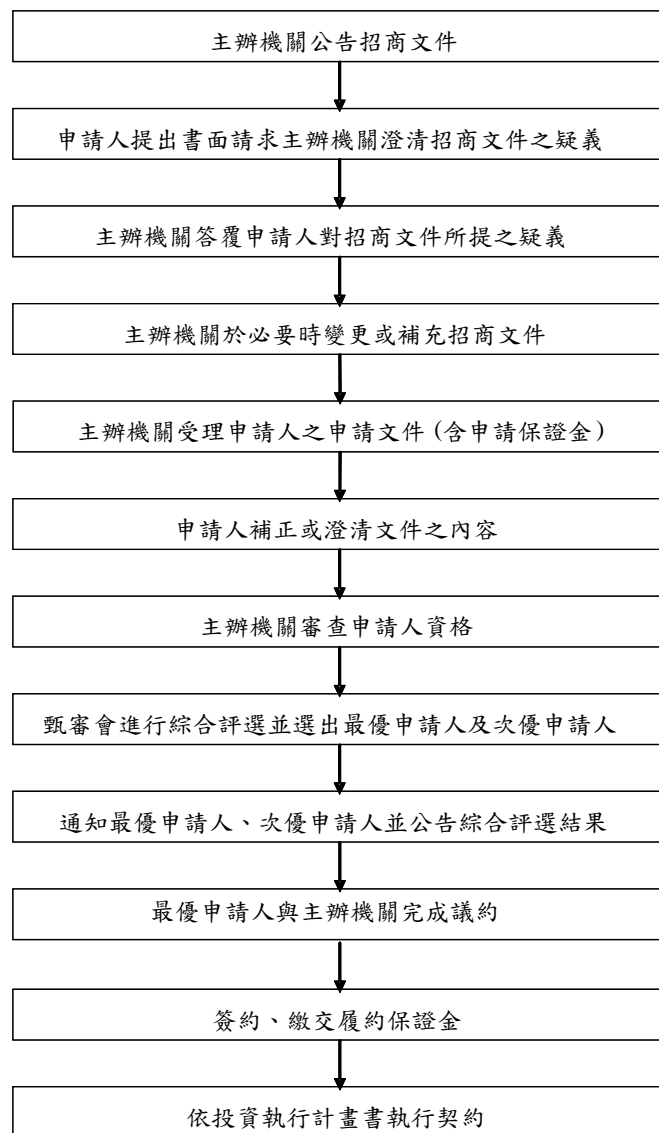 主辦機關公告招商文件
申請人提出書面請求主辦機關澄清招商文件之疑義
主辦機關答覆申請人對招商文件所提之疑義
主辦機關於必要時變更或補充招商文件
主辦機關受理申請人之申請文件(含申請保證金)
申請人補正或澄清文件之內容
主辦機關審查申請人資格
甄審會進行綜合評選並選出最優申請人及次優申請人
通知最優申請人、次優申請人並公告綜合評選結果
最優申請人與主辦機關完成議約
簽約、繳交履約保證金
依投資執行計畫書執行契約